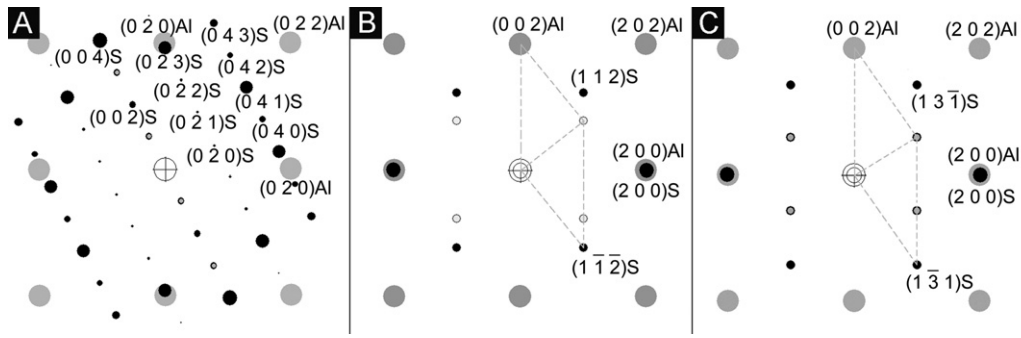 A
(0 2 0)Al
(0 2 2)Al
(0 4 3)S
(0 0 4)S
(0 2 3)S
(0 4 2)S
(0 2 2)S
(0 4 1)S
(0 0 2)S
(0 2 1)S
(0 4 0)S
(0 2 0)S
(0 2 0)Al
B
(0 0 2)Al
(2 0 2)Al
(1 1 2)S
(2 0 0)Al
(2 0 0)S
(1 1̅ 2̅)S
C
(0 0 2)Al
(2 0 2)Al
(1 3 1̅)S
(2 0 0)Al
(2 0 0)S
(1 3̅ 1)S